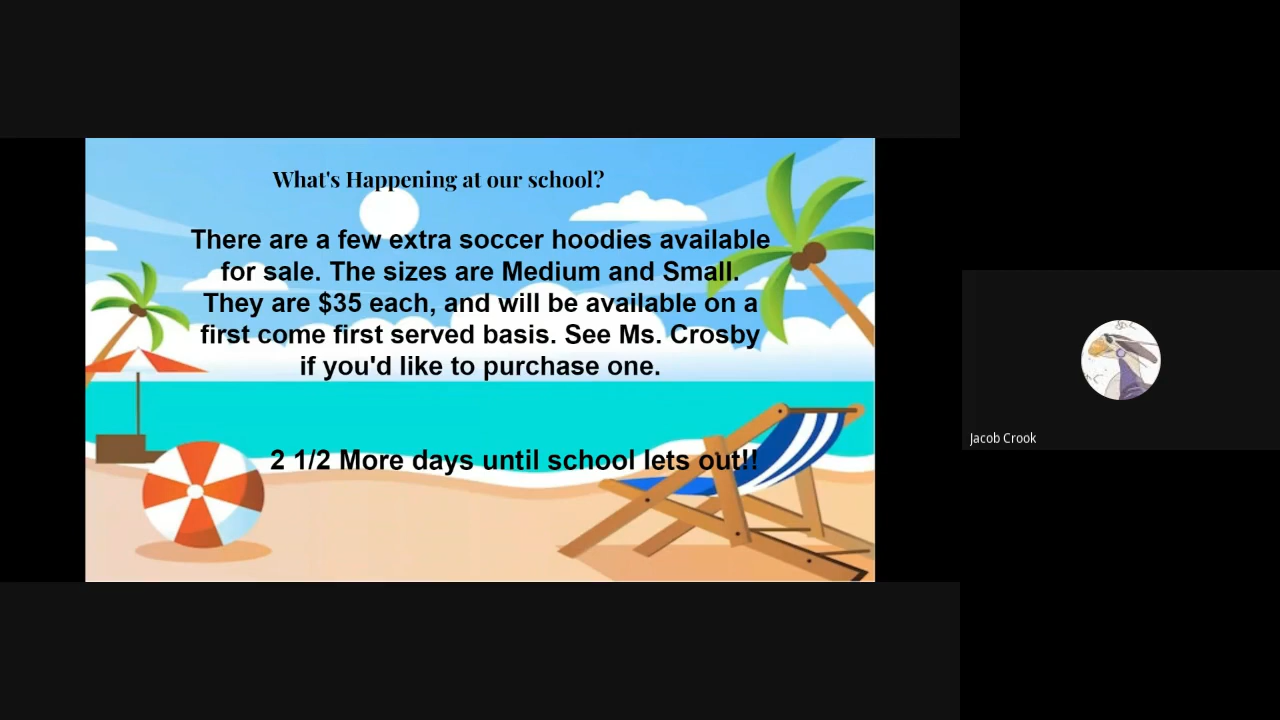 What's Happening at our school?
There are a few extra soccer hoodies available
for sale. The sizes are Medium and Small.
They are $35 each, and will be available on a
first come first served basis. See Ms. Crosby
if you'd like to purchase one.
2 1/2 More days until school lets out!!
Jacob Crook